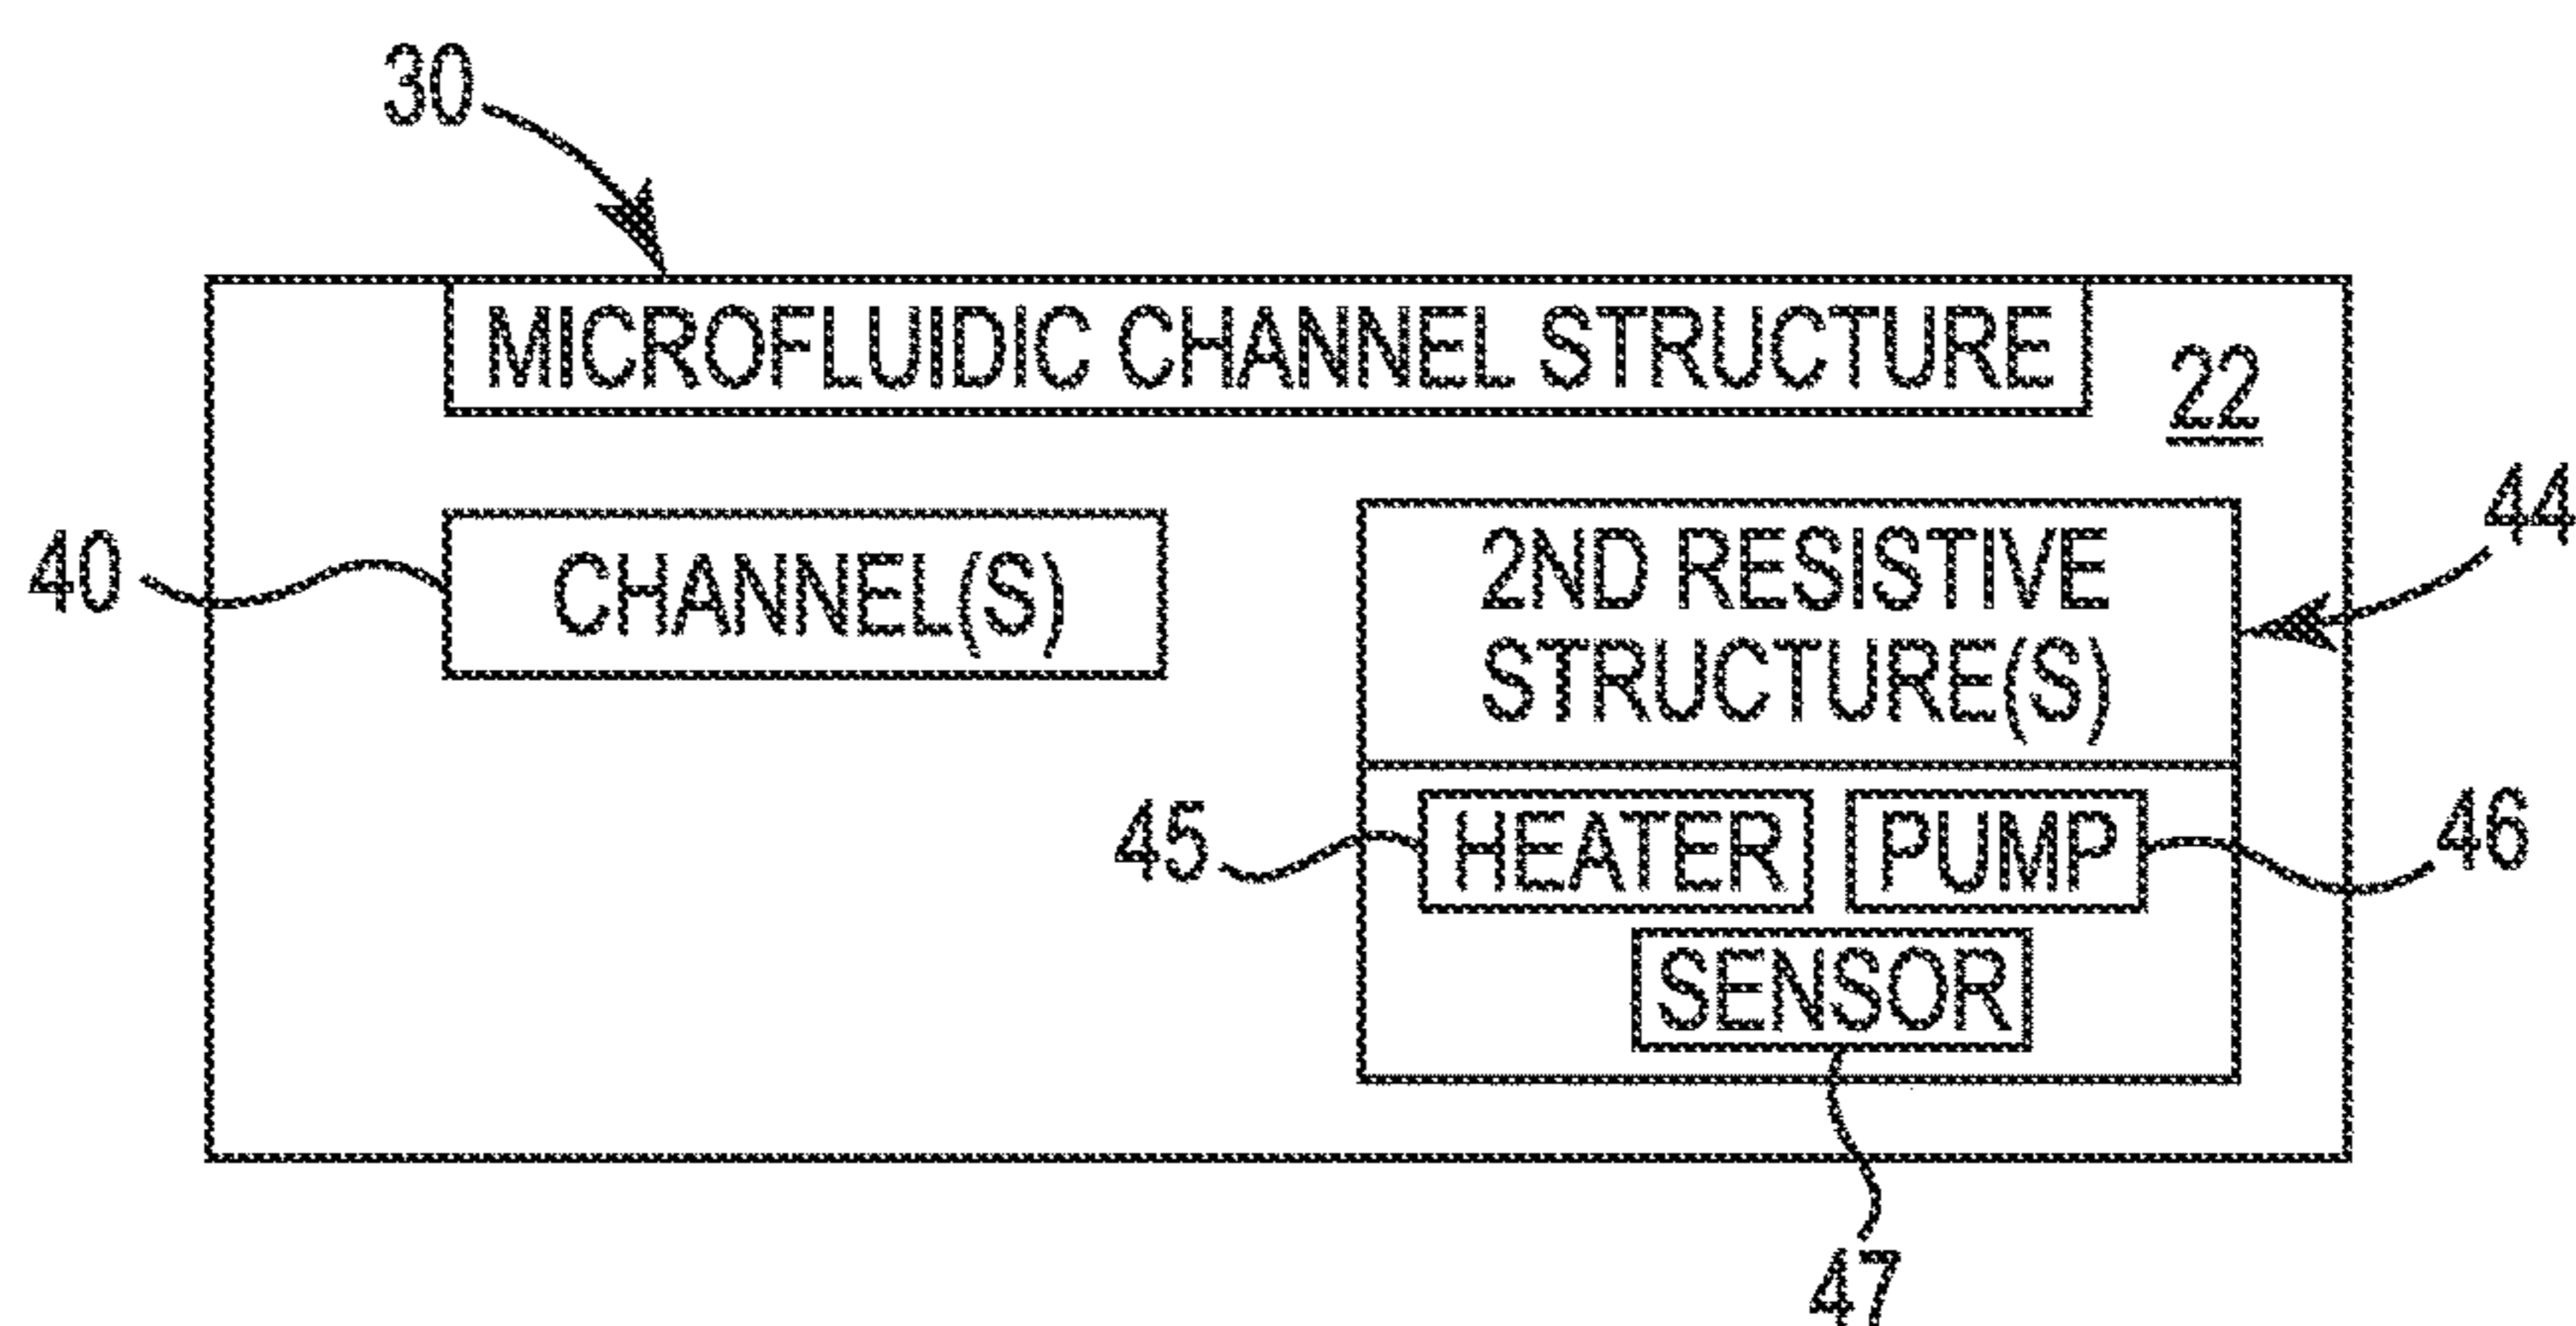 30
MICROFLUIDIC CHANNEL STRUCTURE
22
44
40
CHANNEL(S)
2ND RESISTIVE
STRUCTURE(S)
45
HEATER
PUMP
46
SENSOR
47